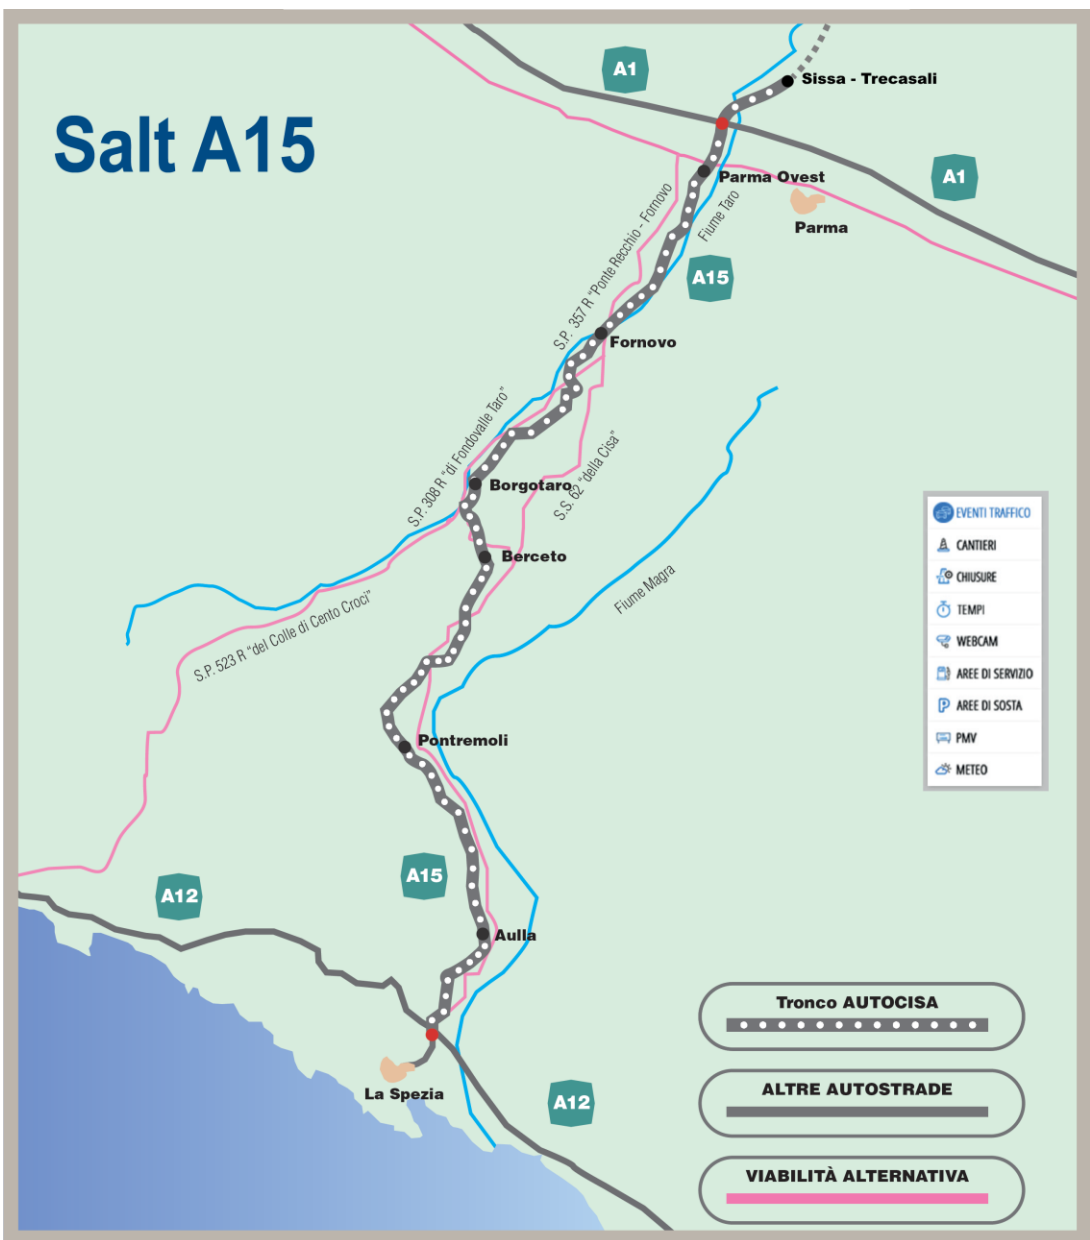 Salt A15
A1
Sissa - Trecasali
A1
Parma Ovest
Parma
Fiume Taro
A15
S.P. 357 R "Ponte Recchio - Fornovo
Fornovo
S.P. 308 R "di Fondovalle Taro"
Borgotaro
S.S. 62 "della Cisa"
Berceto
Fiume Magra
S.P. 523 R "del Colle di Cento Croci"
Pontremoli
A15
A12
Aulla
La Spezia
A12
EVENTI TRAFFICO
CANTIERI
CHIUSURE
TEMPI
WEBCAM
AREE DI SERVIZIO
AREE DI SOSTA
PMV
METEO
Tronco AUTOCISA
ALTRE AUTOSTRADE
VIABILITÀ ALTERNATIVA